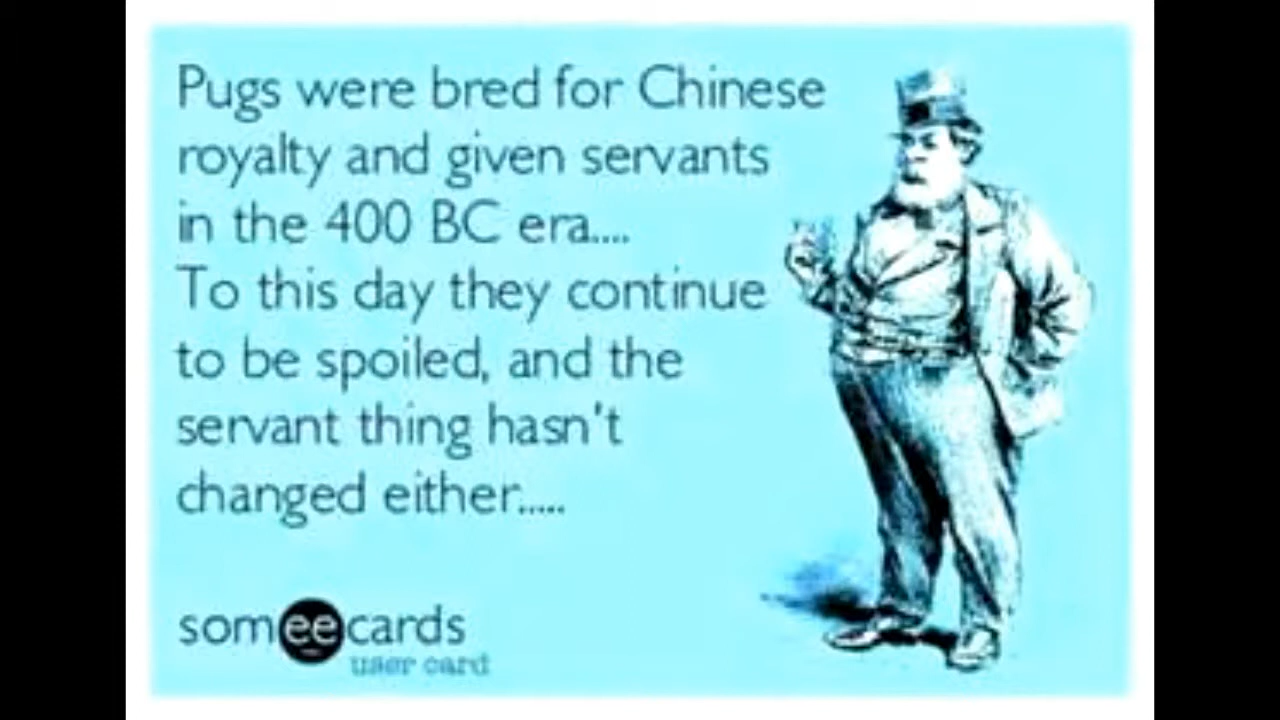 Pugs were bred for Chinese
royalty and given servants
in the 400 BC era....
To this day they continue
to be spoiled, and the
servant thing hasn't
changed either.....
someecards
user card